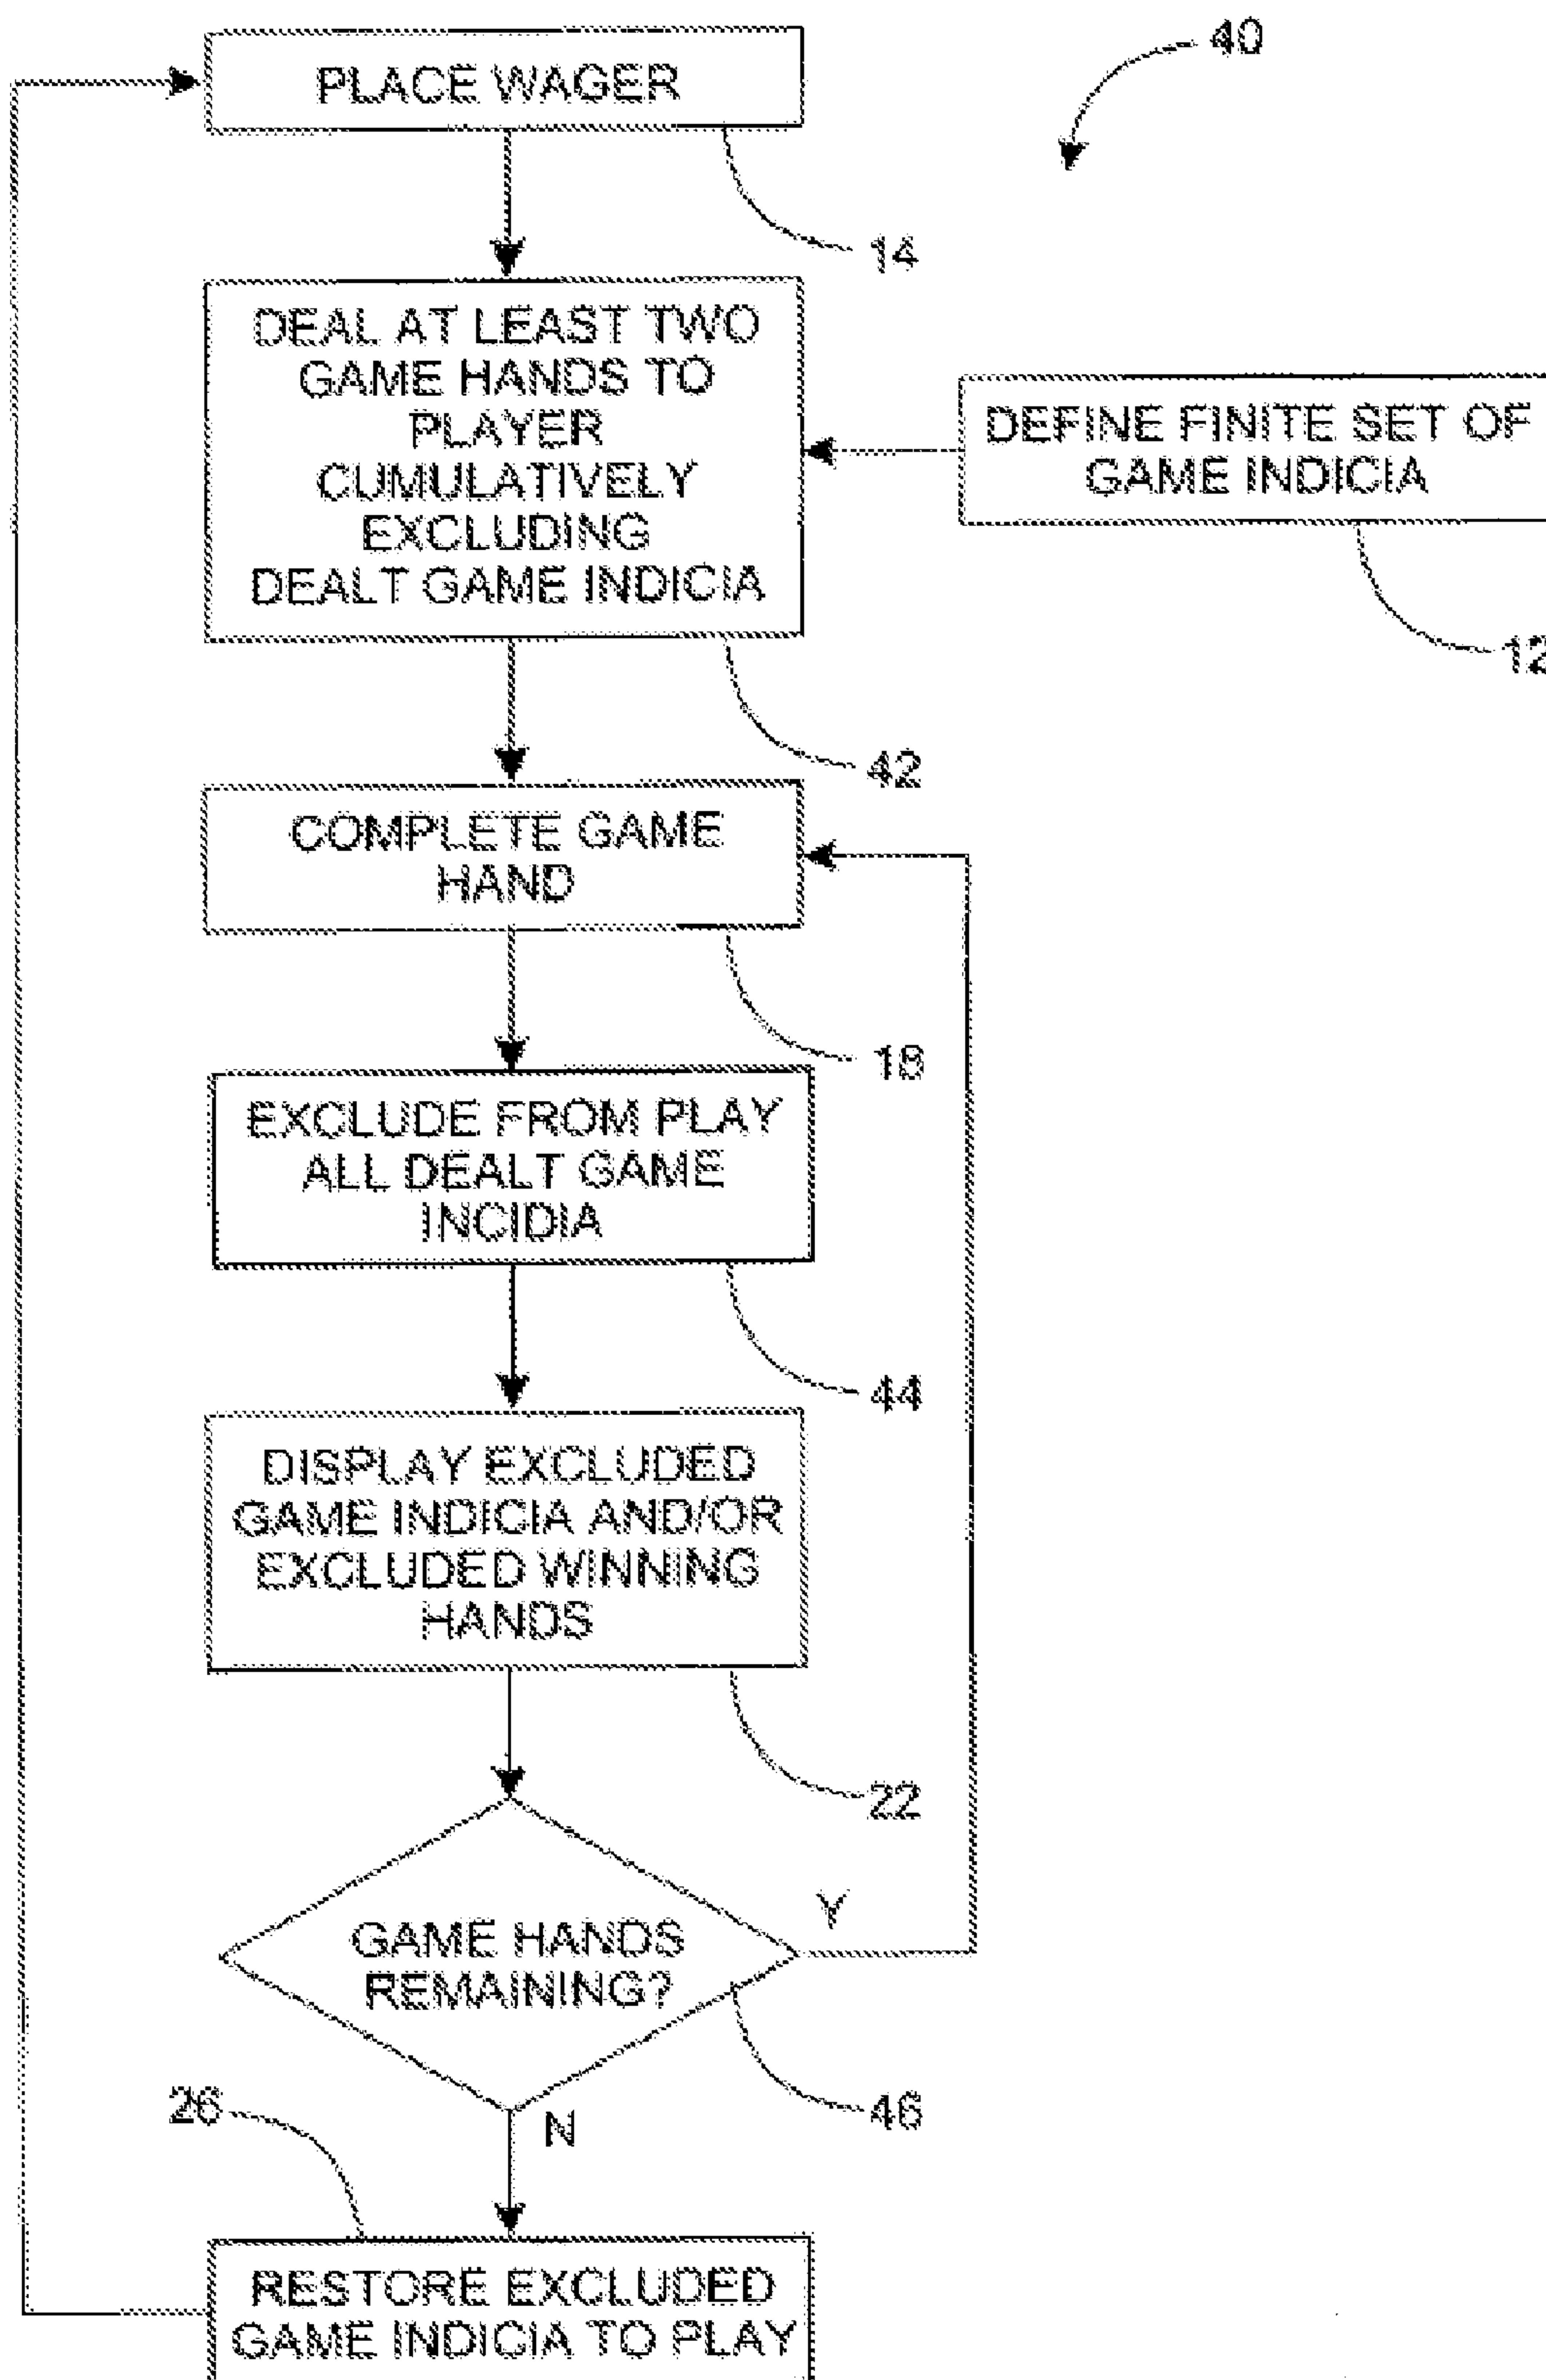 40
PLACE WAGER
14
DEAL AT LEAST TWO
GAME HANDS TO
PLAYER
CUMULATIVELY
EXCLUDING
DEALT GAME INDICIA
DEFINE FINITE SET OF
GAME INDICIA
12
42
COMPLETE GAME
HAND
18
EXCLUDE FROM PLAY
ALL DEALT GAME
INCIDIA
44
DISPLAY EXCLUDED
GAME INDICIA AND/OR
EXCLUDED WINNING
HANDS
22
Y
GAME HANDS
REMAINING?
46
N
26
RESTORE EXCLUDED
GAME INDICIA TO PLAY